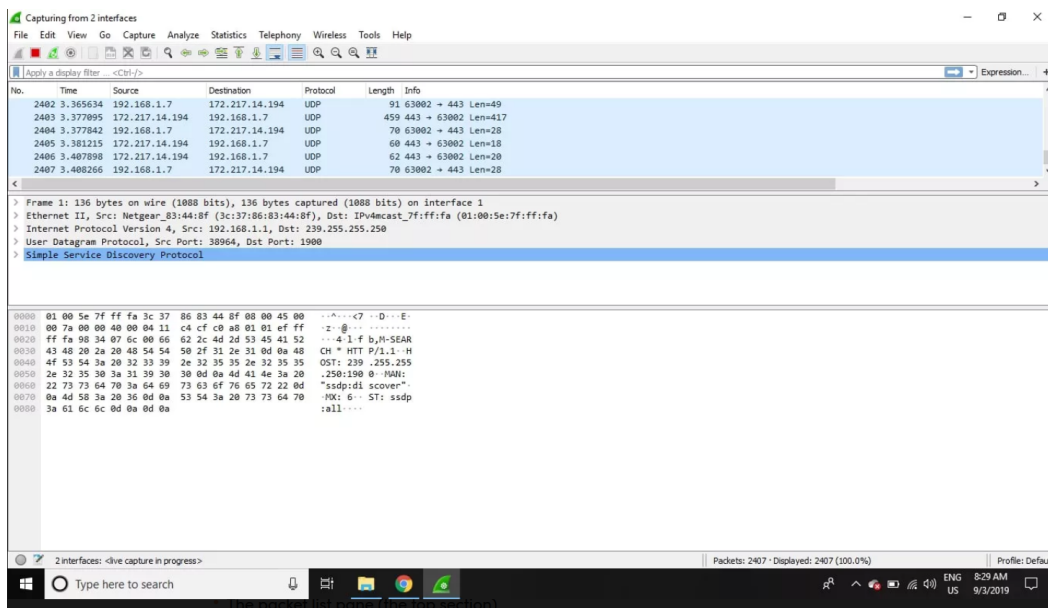 Capturing from 2 interfaces
File Edit View Go Capture Analyze Statistics Telephony Wireless Tools Help
Apply a display filter ... <Ctrl-/> Expression... +
No. Time Source Destination Protocol Length Info
2402 3.365634 192.168.1.7 172.217.14.194 UDP 91 63002 → 443 Len=49
2403 3.377095 172.217.14.194 192.168.1.7 UDP 459 443 → 63002 Len=417
2404 3.377842 192.168.1.7 172.217.14.194 UDP 70 63002 → 443 Len=28
2405 3.381215 172.217.14.194 192.168.1.7 UDP 60 443 → 63002 Len=18
2406 3.407898 172.217.14.194 192.168.1.7 UDP 62 443 → 63002 Len=20
2407 3.408266 192.168.1.7 172.217.14.194 UDP 70 63002 → 443 Len=28
> Frame 1: 136 bytes on wire (1088 bits), 136 bytes captured (1088 bits) on interface 1
> Ethernet II, Src: Netgear_83:44:8f (3c:37:86:83:44:8f), Dst: IPv4mcast_7f:ff:fa (01:00:5e:7f:ff:fa)
> Internet Protocol Version 4, Src: 192.168.1.1, Dst: 239.255.255.250
> User Datagram Protocol, Src Port: 38964, Dst Port: 1900
> Simple Service Discovery Protocol
0000 01 00 5e 7f ff fa 3c 37 86 83 44 8f 08 00 45 00 ··^···<7 ··D···E·
0010 00 7a 00 00 40 00 04 11 c4 cf c0 a8 01 01 ef ff ·z··@··· ········
0020 ff fa 98 34 07 6c 00 66 62 2c 4d 2d 53 45 41 52 ···4·l·f b,M-SEAR
0030 43 48 20 2a 20 48 54 54 50 2f 31 2e 31 0d 0a 48 CH * HTT P/1.1··H
0040 4f 53 54 3a 20 32 33 39 2e 32 35 35 2e 32 35 35 OST: 239 .255.255
0050 2e 32 35 30 3a 31 39 30 30 0d 0a 4d 41 4e 3a 20 .250:190 0··MAN:
0060 22 73 73 64 70 3a 64 69 73 63 6f 76 65 72 22 0d "ssdp:di scover"·
0070 0a 4d 58 3a 20 36 0d 0a 53 54 3a 20 73 73 64 70 ·MX: 6·· ST: ssdp
0080 3a 61 6c 6c 0d 0a 0d 0a :all····
2 interfaces: <live capture in progress> Packets: 2407 · Displayed: 2407 (100.0%) Profile: Defau
Type here to search ENG 8:29 AM
US 9/3/2019
The packet list pane (the top section)